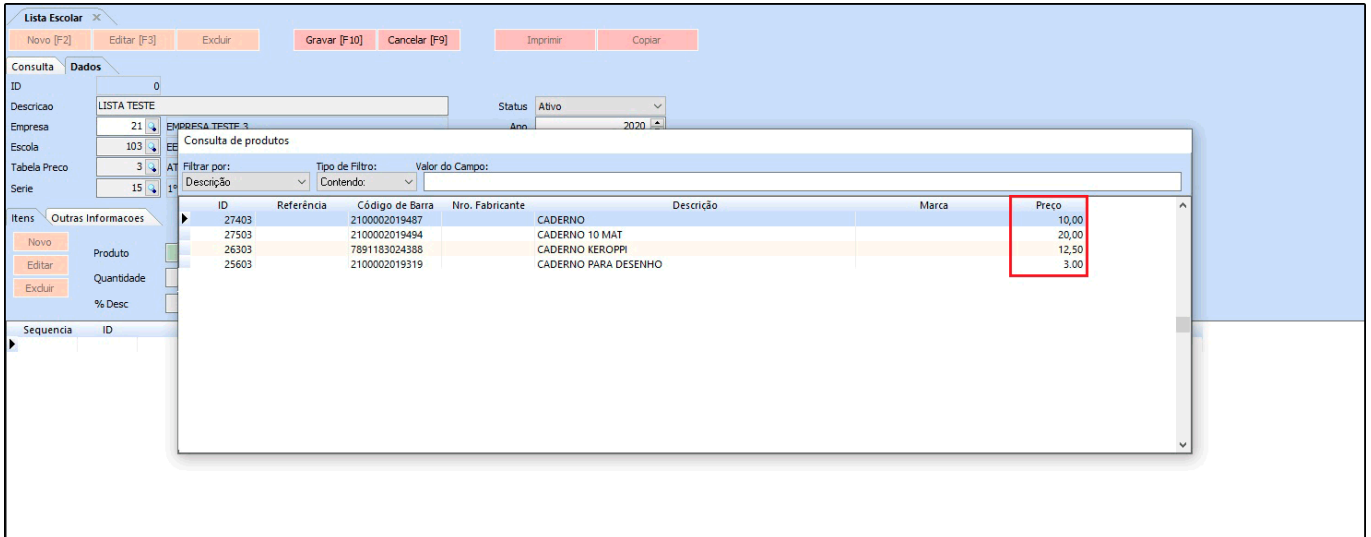 Lista Escolar
Novo [F2] Editar [F3] Excluir Gravar [F10] Cancelar [F9] Imprimir Copiar
Consulta Dados
ID 0
Descricao LISTA TESTE Status Ativo
Empresa 21 EMPRESA TESTE 3 Ano 2020
Escola 103 EE
Tabela Preco 3 AT
Serie 15 1º
Consulta de produtos
Filtrar por: Tipo de Filtro: Valor do Campo:
Descrição Contendo:
ID Referência Código de Barra Nro. Fabricante Descrição Marca Preço
27403 2100002019487 CADERNO 10,00
27503 2100002019494 CADERNO 10 MAT 20,00
26303 7891183024388 CADERNO KEROPPI 12,50
25603 2100002019319 CADERNO PARA DESENHO 3.00
Itens Outras Informacoes
Novo
Editar
Excluir
Produto
Quantidade
% Desc
Sequencia ID